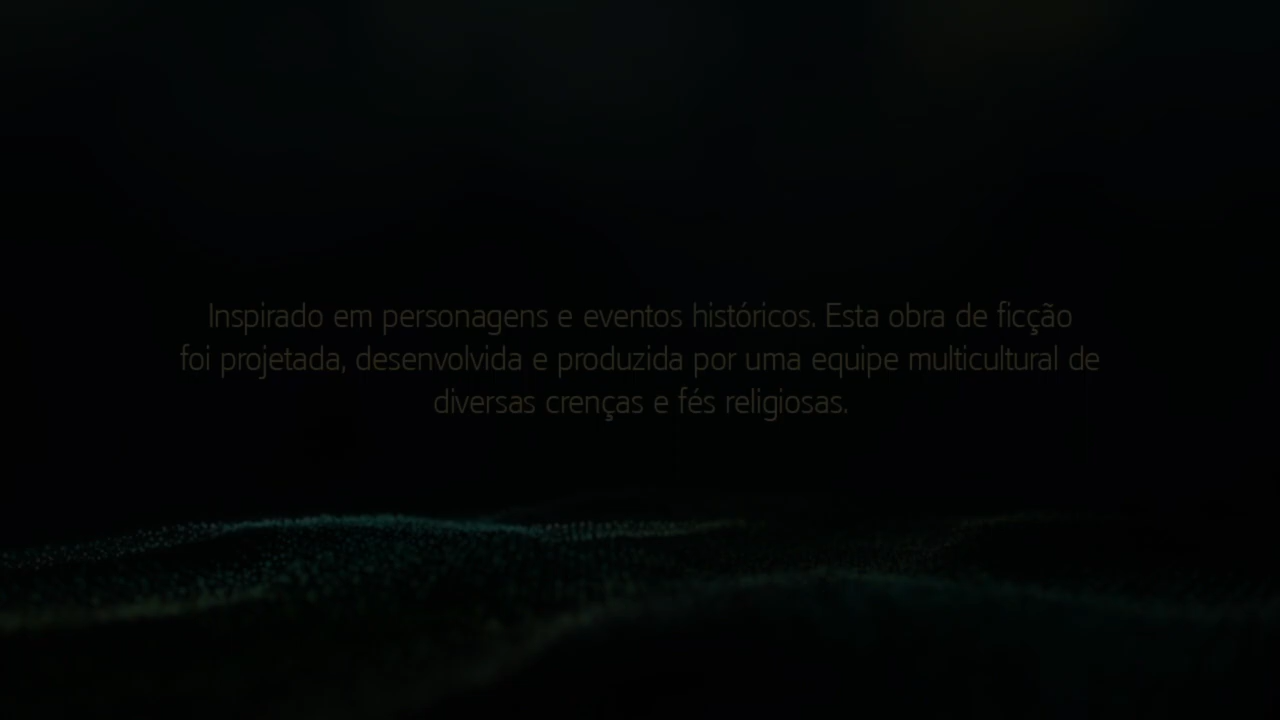 Inspirado em personagens e eventos históricos. Esta obra de ficção
foi projetada, desenvolvida e produzida por uma equipe multicultural de
diversas crenças e fés religiosas.